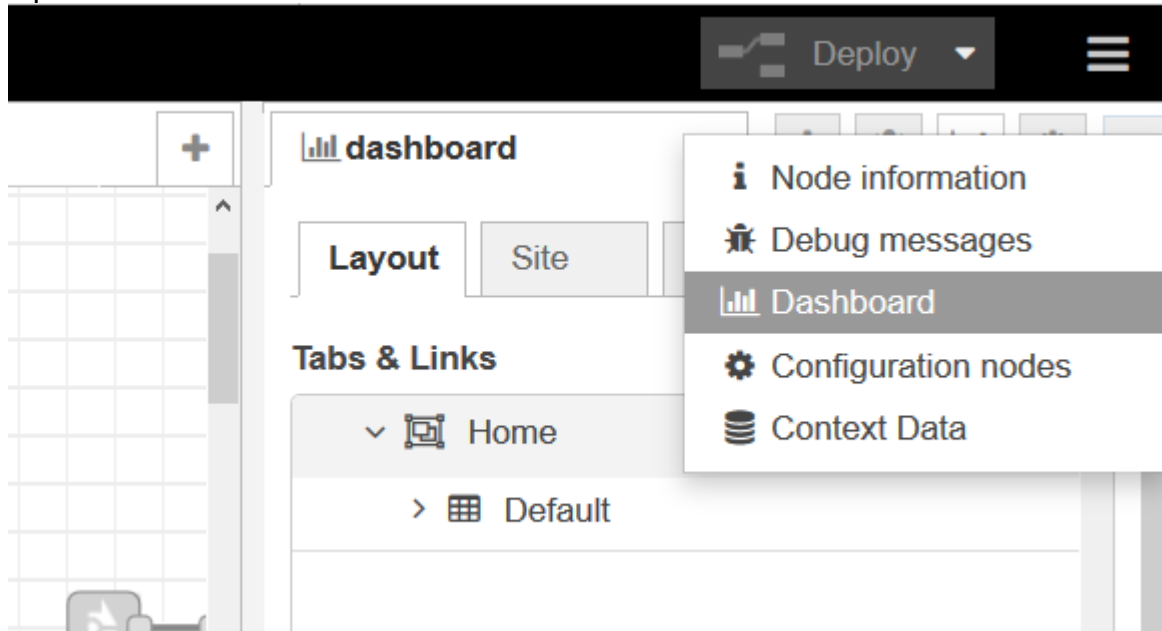 Deploy
dashboard
Node information
Debug messages
Layout
Site
Dashboard
Tabs & Links
Configuration nodes
Home
Context Data
Default